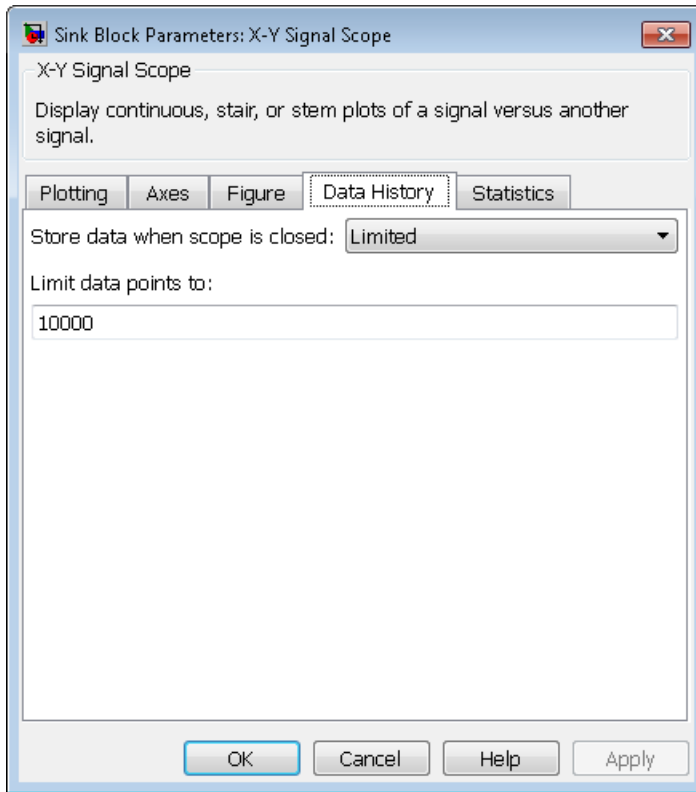 Sink Block Parameters: X-Y Signal Scope
X-Y Signal Scope
Display continuous, stair, or stem plots of a signal versus another
signal.
Plotting Axes Figure Data History Statistics
Store data when scope is closed: Limited
Limit data points to:
10000
OK Cancel Help Apply